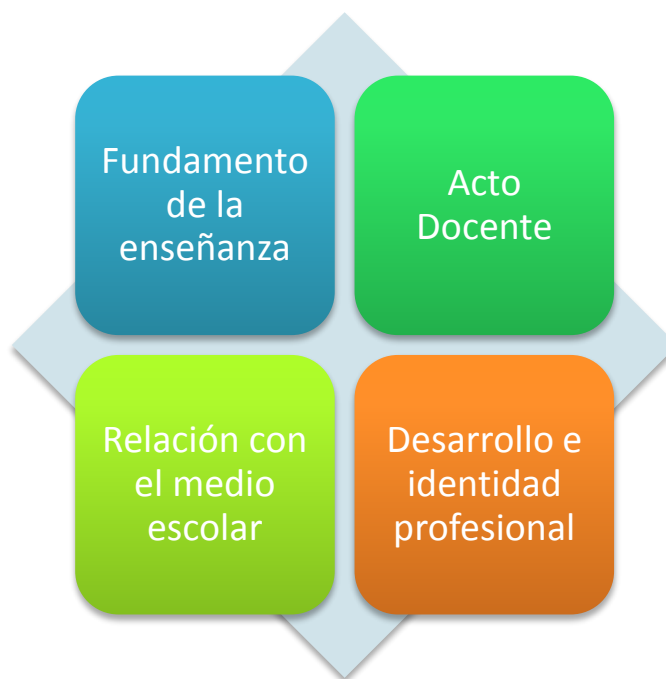 Fundamento
de la
enseñanza
Acto
Docente
Relación con
el medio
escolar
Desarrollo e
identidad
profesional